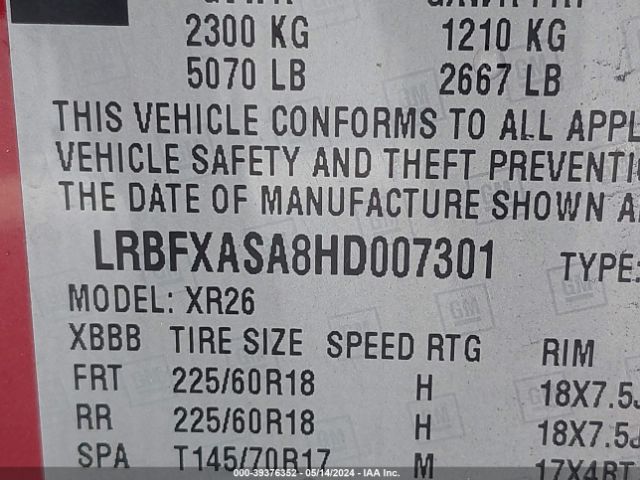 2300 KG 1210 KG
5070 LB 2667 LB
THIS VEHICLE CONFORMS TO ALL APPL
VEHICLE SAFETY AND THEFT PREVENTI
THE DATE OF MANUFACTURE SHOWN A
LRBFXASA8HD007301 TYPE:
MODEL: XR26
XBBB TIRE SIZE SPEED RTG RIM
FRT 225/60R18 H 18X7.5J
RR 225/60R18 H 18X7.5J
SPA T145/70R17 M 17X4BT
000-39376352 - 05/14/2024 - IAA Inc.